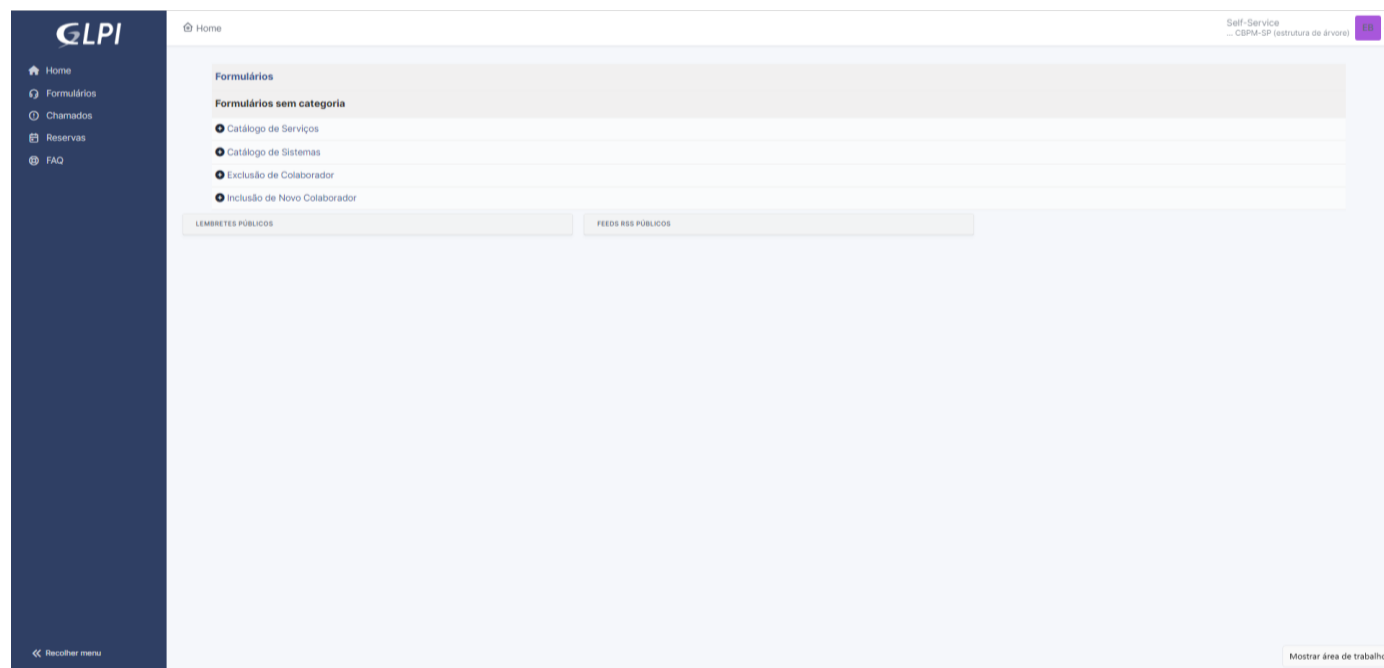 GLPI
Home
Formulários
Chamados
Reservas
FAQ
Recolher menu
Home
Self-Service
... CBPM-SP (estrutura de árvore)
EB
Formulários
Formulários sem categoria
Catálogo de Serviços
Catálogo de Sistemas
Exclusão de Colaborador
Inclusão de Novo Colaborador
LEMBRETES PÚBLICOS
FEEDS RSS PÚBLICOS
Mostrar área de trabalho